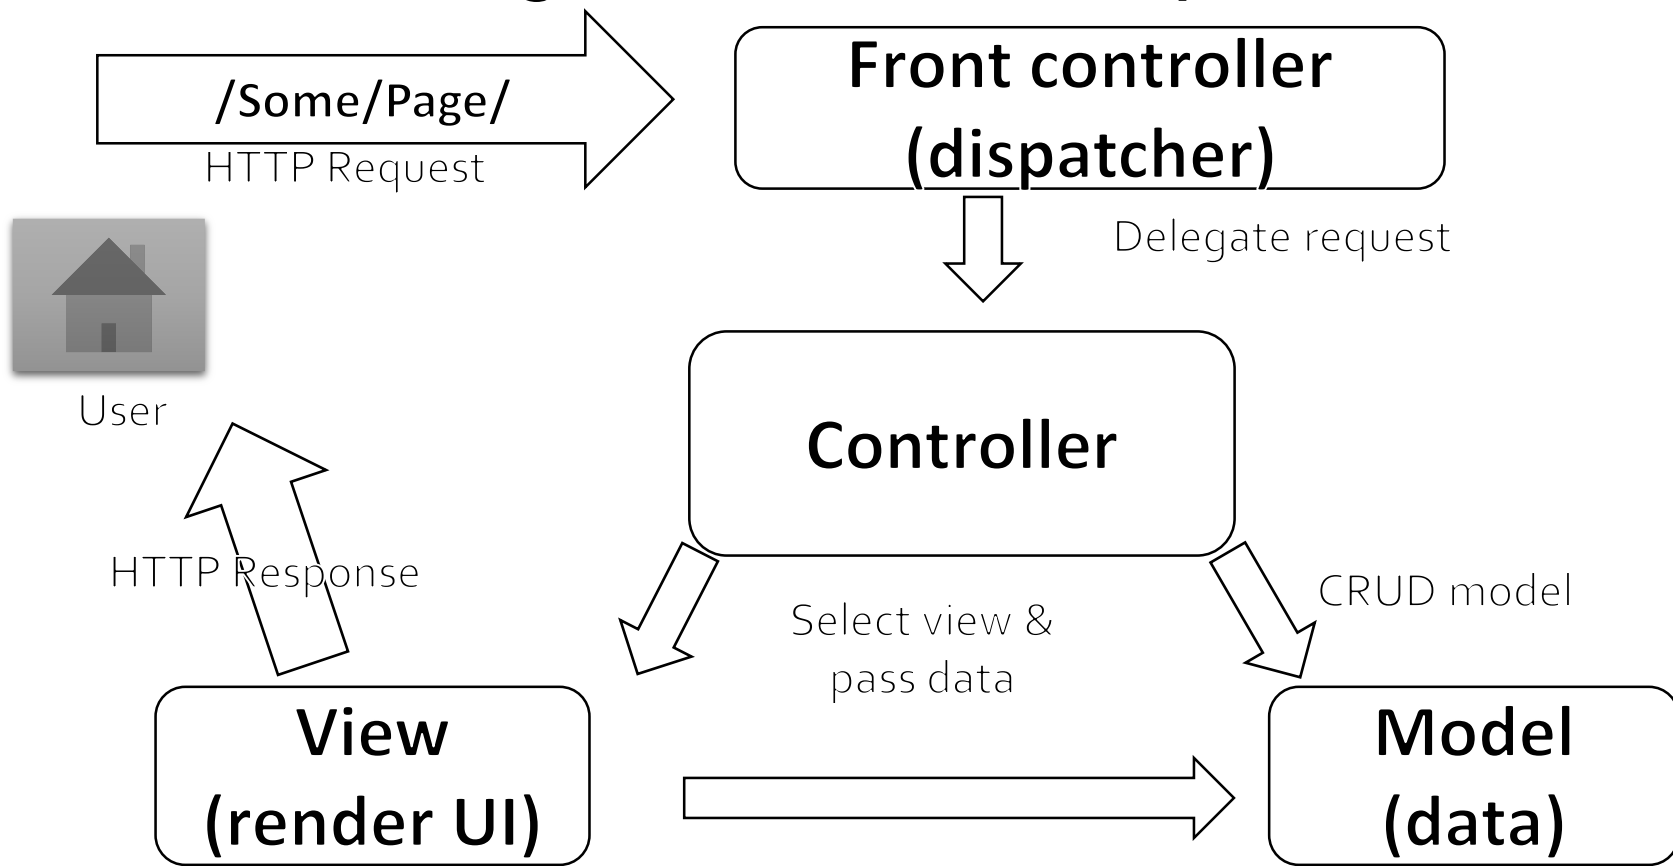 /Some/Page/
HTTP Request
Front controller
(dispatcher)
Delegate request
User
Controller
HTTP Response
Select view &
pass data
CRUD model
View
(render UI)
Model
(data)